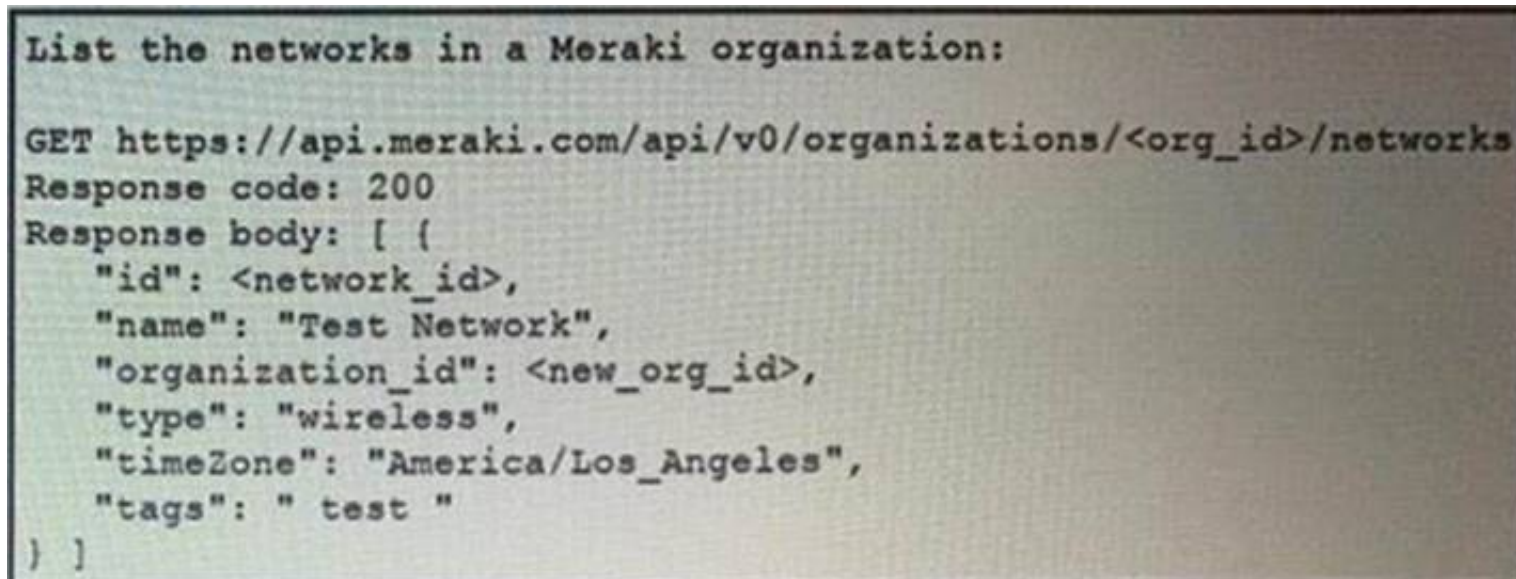 List the networks in a Meraki organization:
GET https://api.meraki.com/api/v0/organizations/<org_id>/networks
Response code: 200
Response body: [ {
"id": <network_id>,
"name": "Test Network",
"organization_id": <new_org_id>,
"type": "wireless",
"timeZone": "America/Los_Angeles",
"tags": " test "
} ]